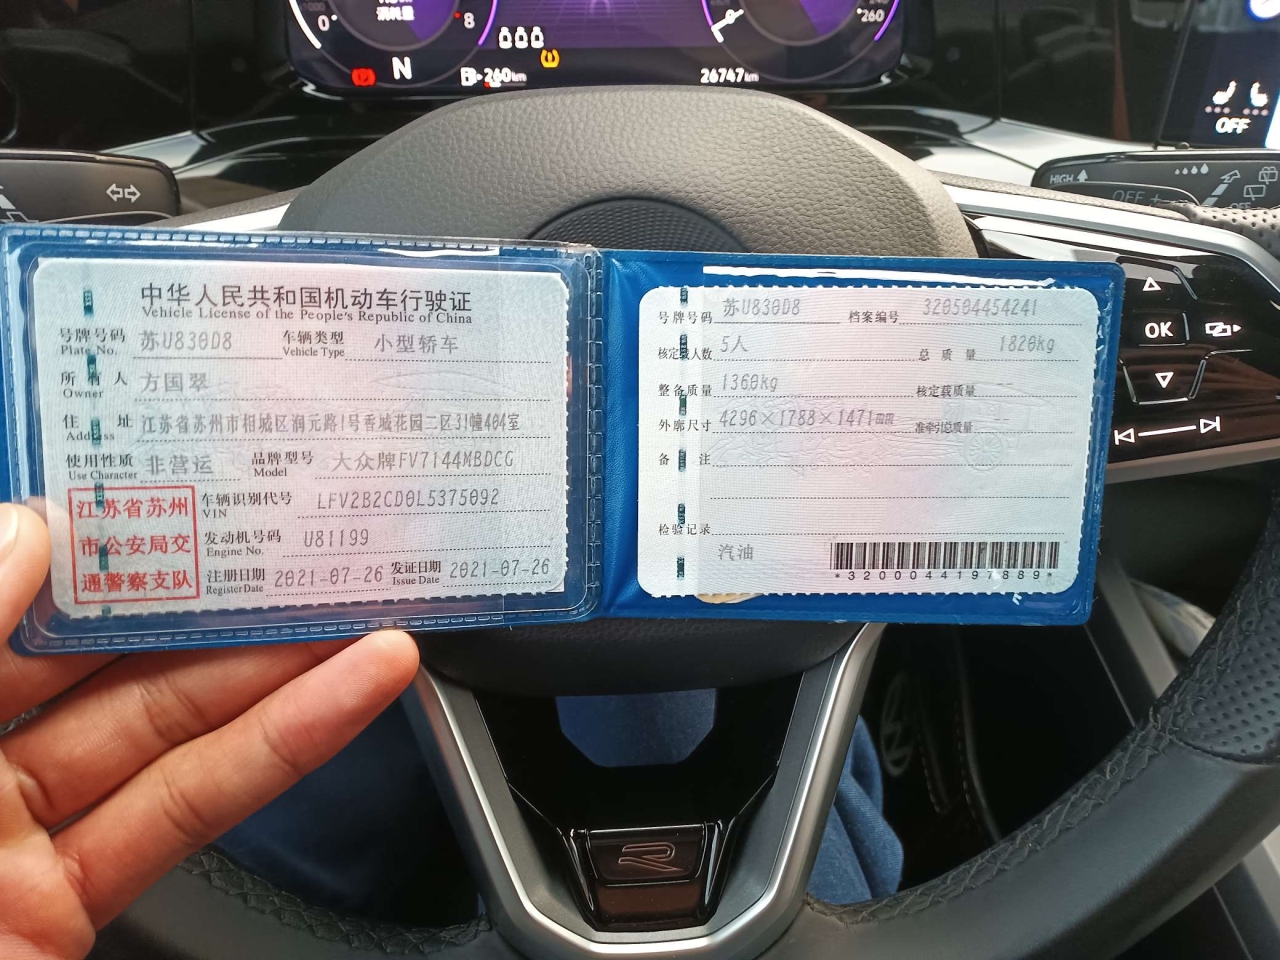 0
消耗量
8
260
N
260km
26747km
OFF
HIGH
OFF
OK
中华人民共和国机动车行驶证
Vehicle License of the People's Republic of China
号牌号码 苏U830D8 车辆类型 小型轿车
Plate No. Vehicle Type
所有人 方国翠
Owner
住址 江苏省苏州市相城区润元路1号香城花园二区31幢404室
Address
使用性质 非营运 品牌型号 大众牌FV7144MBDCG
Use Character Model
江苏省苏州
市公安局交
通警察支队
车辆识别代号 LFV2B2CD0L5375092
VIN
发动机号码 U81199
Engine No.
注册日期 2021-07-26 发证日期 2021-07-26
Register Date Issue Date
号牌号码 苏U830D8 档案编号 320504454241
核定载人数 5人 总质量 1820kg
整备质量 1360kg 核定载质量 --
外廓尺寸 4296×1788×1471mm 准牵引总质量 --
备注
检验记录
汽油
*3200044197889*
R